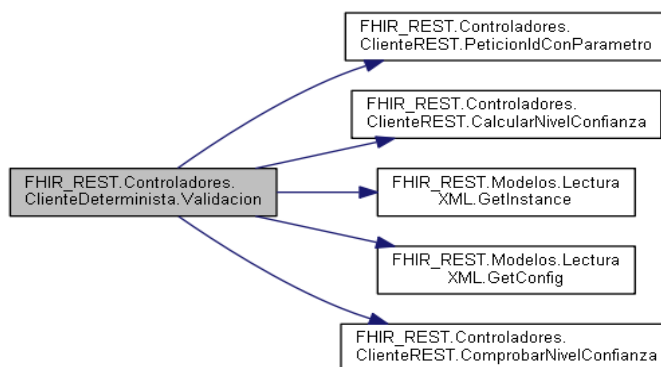 FHIR_REST.Controladores.
ClienteREST.PeticionIdConParametro
FHIR_REST.Controladores.
ClienteREST.CalcularNivelConfianza
FHIR_REST.Controladores.
ClienteDeterminista.Validacion
FHIR_REST.Modelos.Lectura
XML.GetInstance
FHIR_REST.Modelos.Lectura
XML.GetConfig
FHIR_REST.Controladores.
ClienteREST.ComprobarNivelConfianza